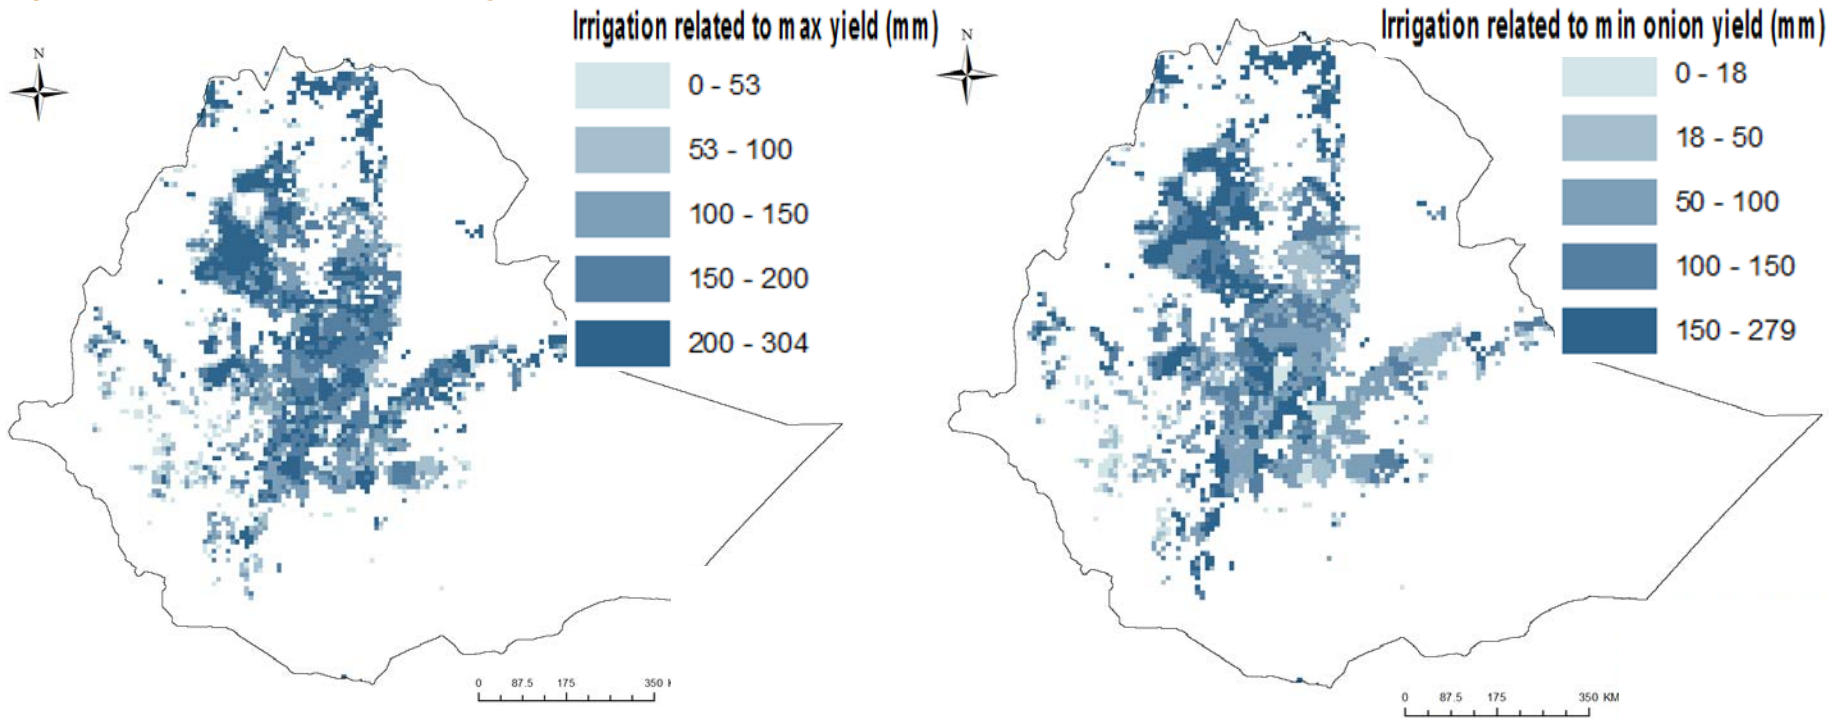 Irrigation related to max yield (mm)
N
0 - 53
53 - 100
100 - 150
150 - 200
200 - 304
0 87.5 175 350
Irrigation related to min onion yield (mm)
N
0 - 18
18 - 50
50 - 100
100 - 150
150 - 279
0 87.5 175 350 KM